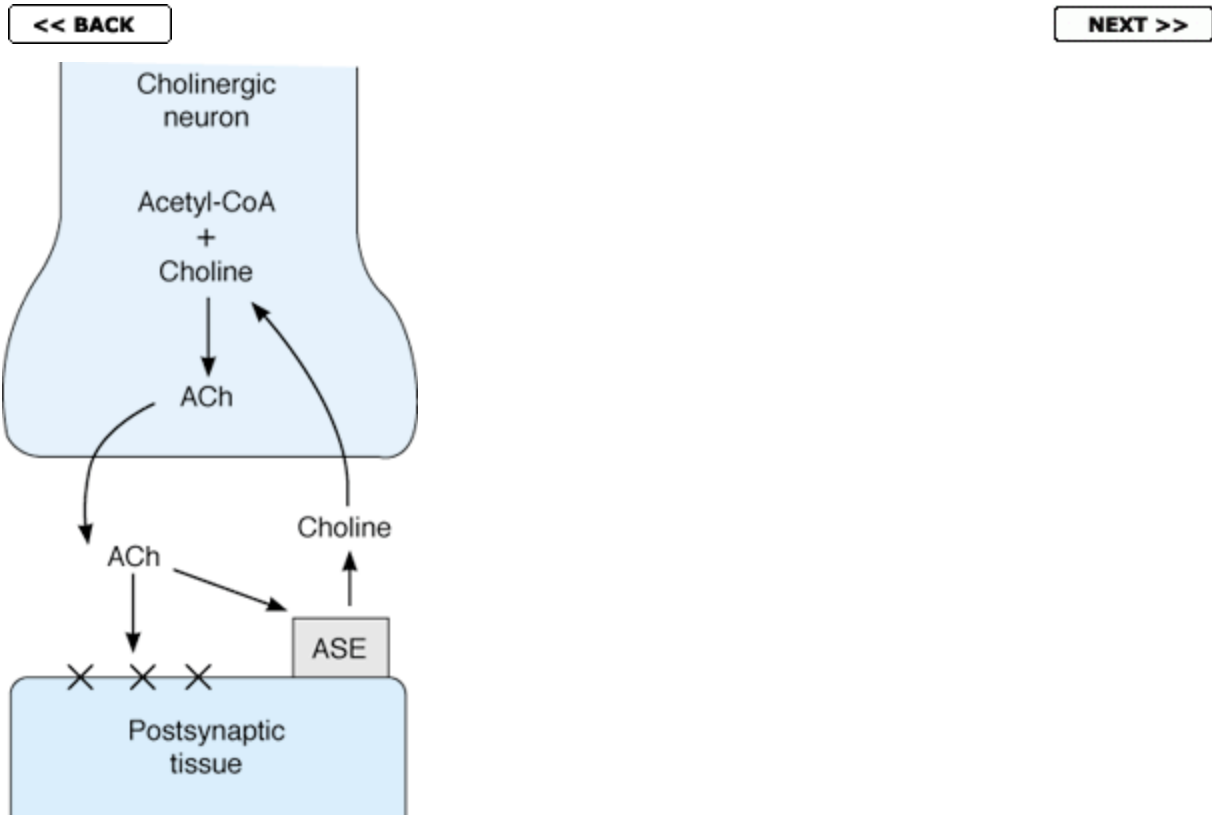 << BACK
NEXT >>
Cholinergic
neuron
Acetyl-CoA
+
Choline
ACh
Choline
ACh
ASE
Postsynaptic
tissue